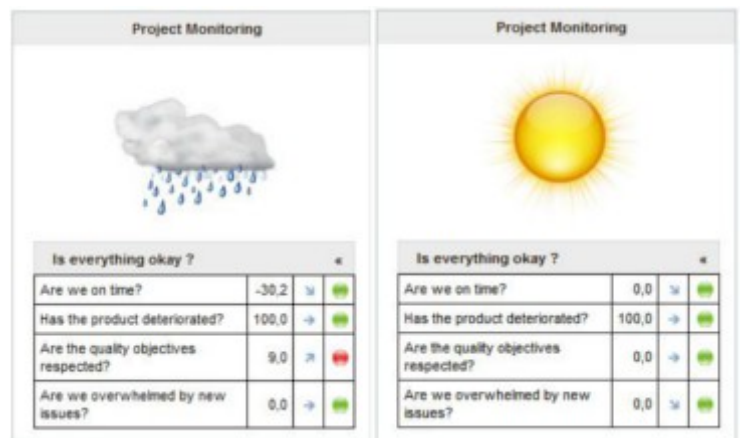 Project Monitoring
Is everything okay ? «
Are we on time? -30,2
Has the product deteriorated? 100,0
Are the quality objectives
respected? 9,0
Are we overwhelmed by new
issues? 0,0
Project Monitoring
Is everything okay ? «
Are we on time? 0,0
Has the product deteriorated? 100,0
Are the quality objectives
respected? 0,0
Are we overwhelmed by new
issues? 0,0